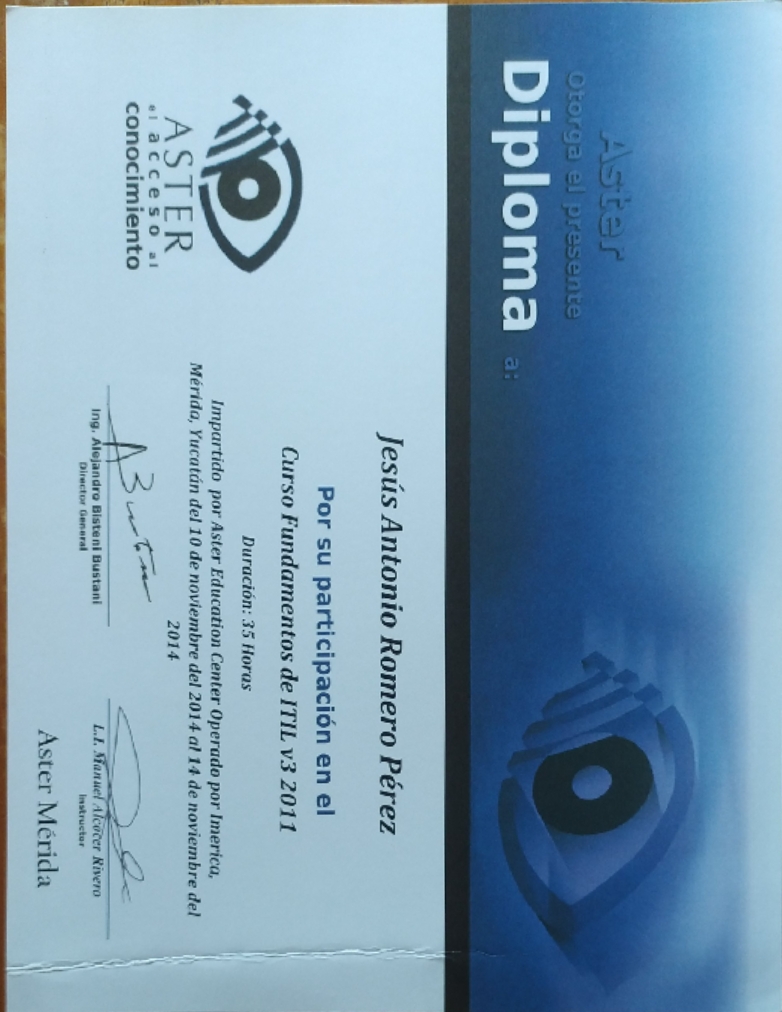 Aster
Otorga el presente
Diploma a:
Jesús Antonio Romero Pérez
Por su participación en el
Curso Fundamentos de ITIL v3 2011
Duración: 35 Horas
Impartido por Aster Education Center Operado por Imerica,
Mérida, Yucatán del 10 de noviembre del 2014 al 14 de noviembre del
2014
ASTER
el acceso al
conocimiento
Ing. Alejandro Bisteni Bustani
Director General
L.I. Manuel Alcocer Rivero
Instructor
Aster Mérida